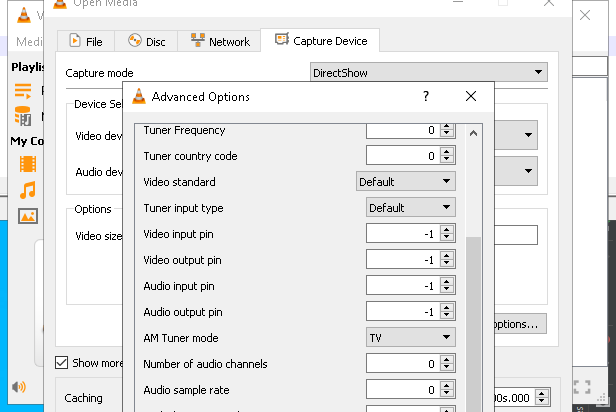 Open Media
V
Medi
File
Disc
Network
Capture Device
Playlis
Capture mode
DirectShow
Advanced Options
?
Device Sel
My Co
Video dev
Audio dev
Options
Video size
Tuner Frequency
0
Tuner country code
0
Video standard
Default
Tuner input type
Default
Video input pin
-1
Video output pin
-1
Audio input pin
-1
Audio output pin
-1
AM Tuner mode
TV
ptions...
Show more
Number of audio channels
0
Audio sample rate
0
Caching
00s.000